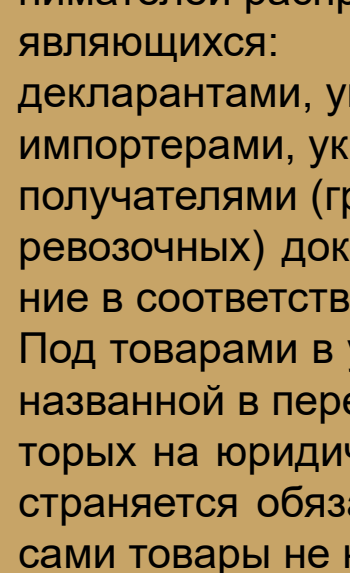 нимателей распр
являющихся:
декларантами, ук
импортерами, ук
получателями (гр
ревозочных) док
ние в соответств
Под товарами в у
названной в пере
торых на юридич
страняется обяза
сами товары не н